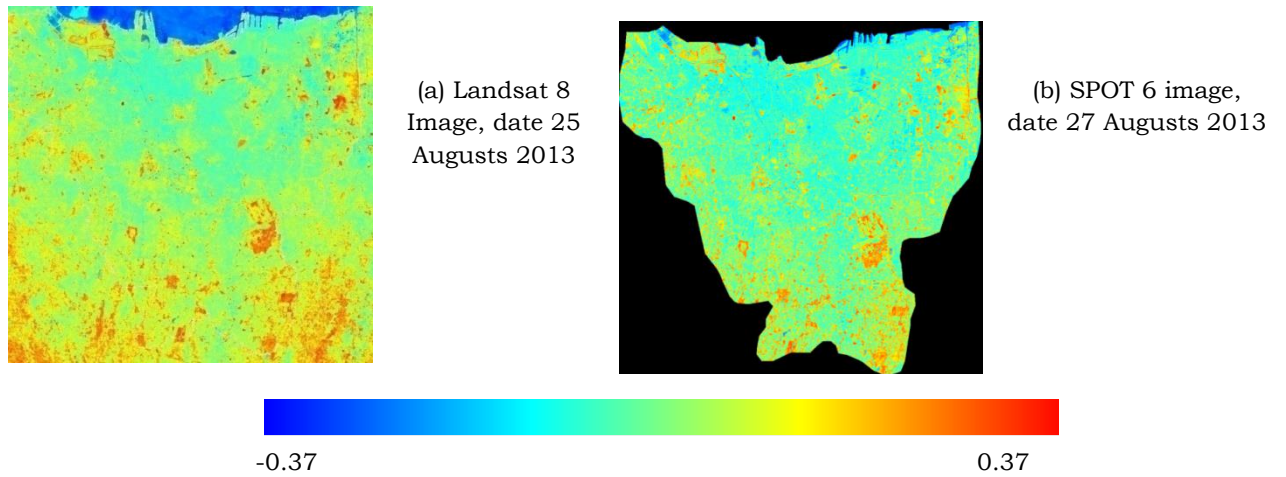 (a) Landsat 8
Image, date 25
Augusts 2013
(b) SPOT 6 image,
date 27 Augusts 2013
-0.37
0.37